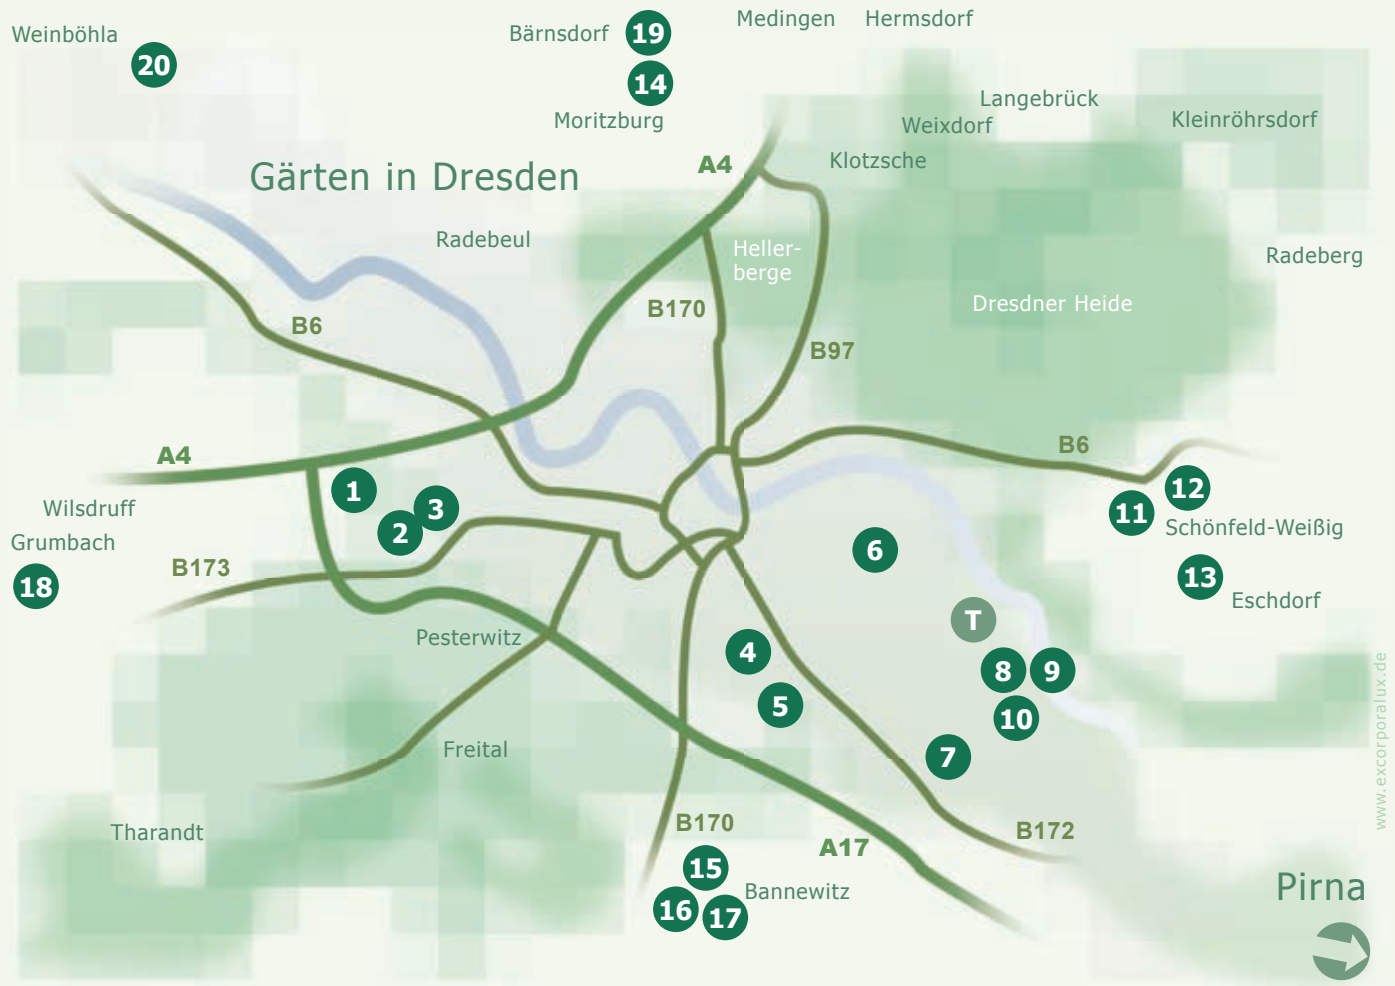 Medingen Hermsdorf
Weinböhla
Bärnsdorf 19
20
14
Langebrück
Moritzburg
Weixdorf
Kleinröhrsdorf
Klotzsche
A4
Gärten in Dresden
Radebeul
Heller-
berge
Radeberg
Dresdner Heide
B170
B6
B97
B6
A4
1
12
3
Wilsdruff
11
2
Schönfeld-Weißig
Grumbach
6
B173
13
18
Eschdorf
T
Pesterwitz
4
8
9
5
10
Freital
7
www.excorporalux.de
B170
B172
Tharandt
A17
15
Pirna
Bannewitz
16
17